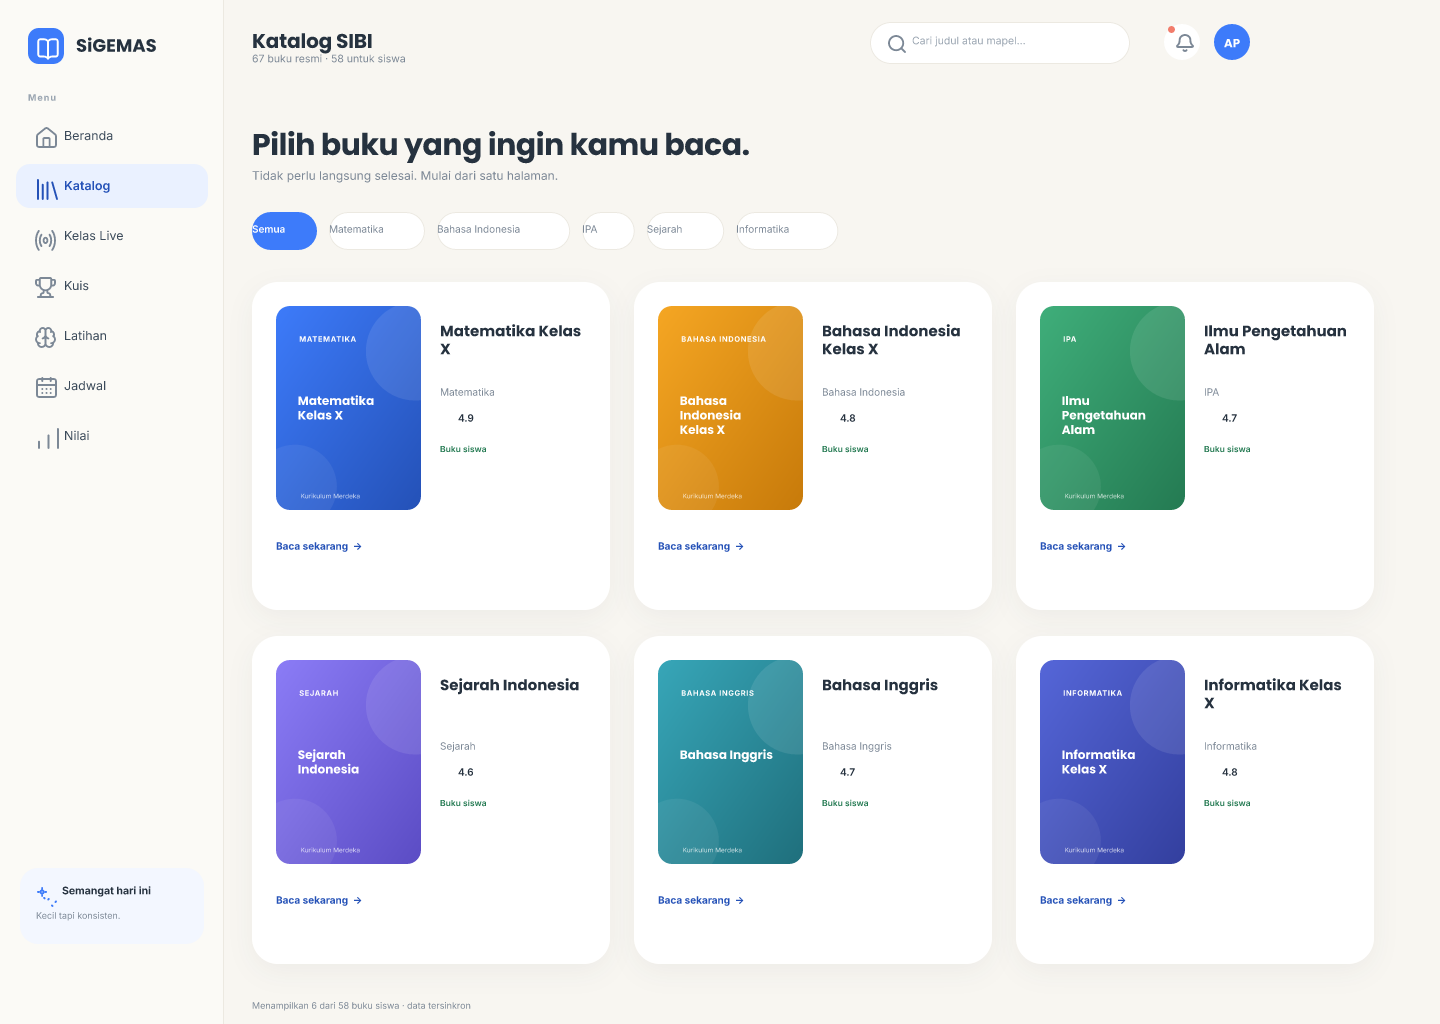 SiGEMAS
Menu
Beranda
Katalog
Kelas Live
Kuis
Latihan
Jadwal
Nilai
Semangat hari ini
Kecil tapi konsisten.
Katalog SIBI
67 buku resmi · 58 untuk siswa
Cari judul atau mapel...
AP
Pilih buku yang ingin kamu baca.
Tidak perlu langsung selesai. Mulai dari satu halaman.
Semua
Matematika
Bahasa Indonesia
IPA
Sejarah
Informatika
MATEMATIKA
Matematika
Kelas X
Kurikulum Merdeka
Matematika Kelas
X
Matematika
4.9
Buku siswa
Baca sekarang →
BAHASA INDONESIA
Bahasa
Indonesia
Kelas X
Kurikulum Merdeka
Bahasa Indonesia
Kelas X
Bahasa Indonesia
4.8
Buku siswa
Baca sekarang →
IPA
Ilmu
Pengetahuan
Alam
Kurikulum Merdeka
Ilmu Pengetahuan
Alam
IPA
4.7
Buku siswa
Baca sekarang →
SEJARAH
Sejarah
Indonesia
Kurikulum Merdeka
Sejarah Indonesia
Sejarah
4.6
Buku siswa
Baca sekarang →
BAHASA INGGRIS
Bahasa Inggris
Kurikulum Merdeka
Bahasa Inggris
Bahasa Inggris
4.7
Buku siswa
Baca sekarang →
INFORMATIKA
Informatika
Kelas X
Kurikulum Merdeka
Informatika Kelas
X
Informatika
4.8
Buku siswa
Baca sekarang →
Menampilkan 6 dari 58 buku siswa · data tersinkron